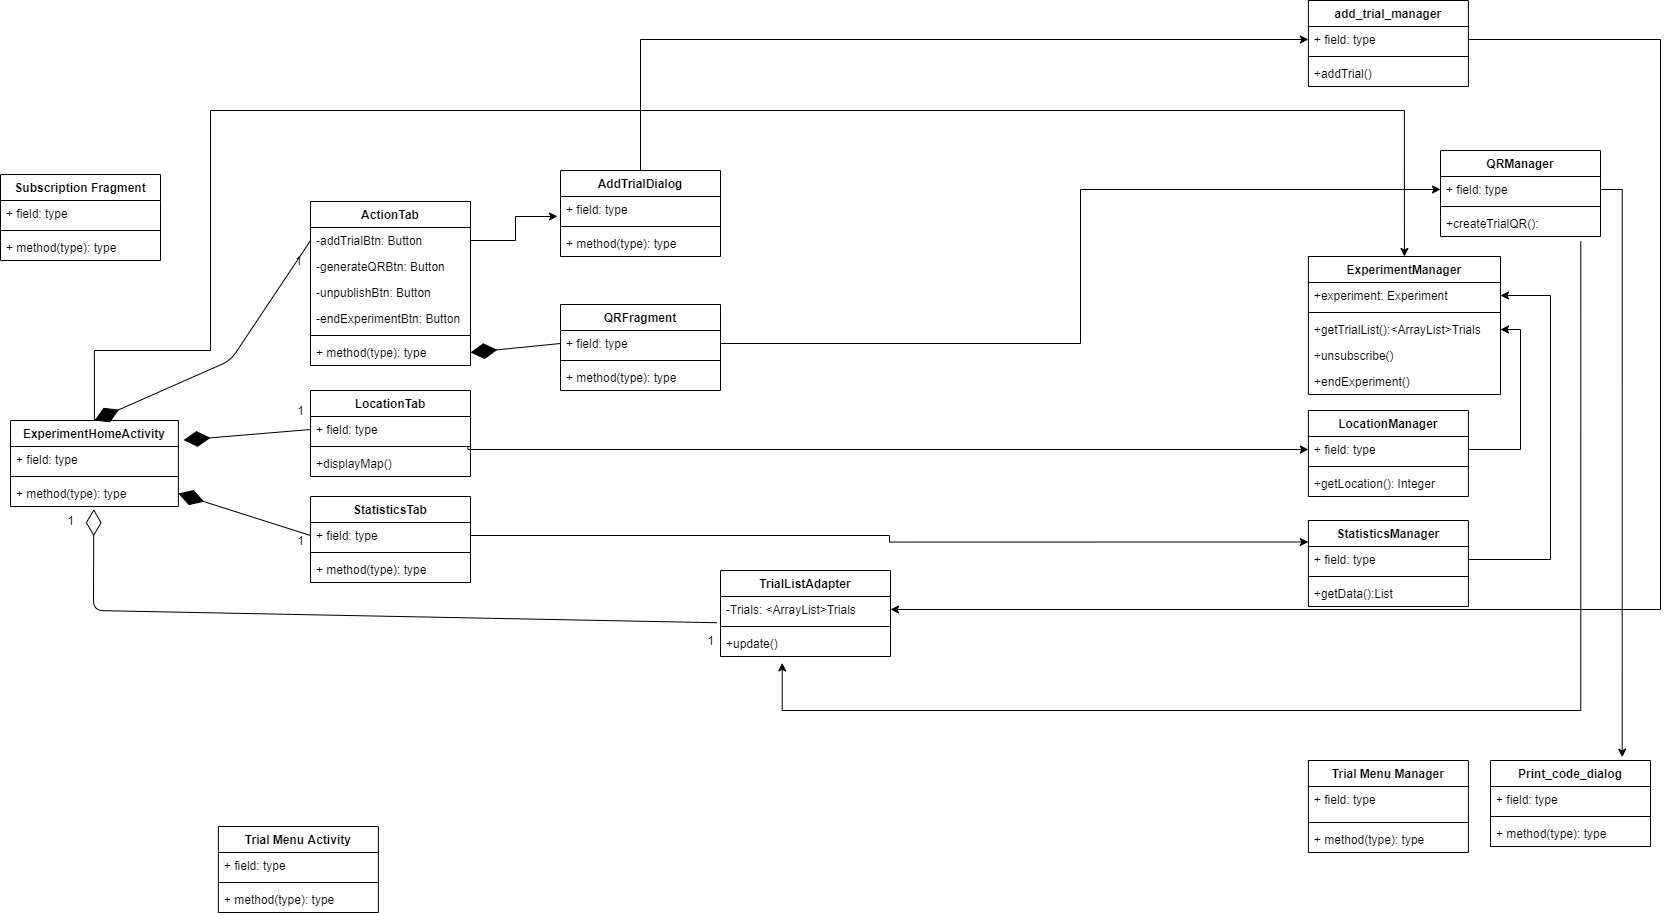 add_trial_manager
+ field: type
+addTrial()
QRManager
+ field: type
+createTrialQR():
Subscription Fragment
+ field: type
+ method(type): type
ActionTab
-addTrialBtn: Button
-generateQRBtn: Button
-unpublishBtn: Button
-endExperimentBtn: Button
+ method(type): type
1
AddTrialDialog
+ field: type
+ method(type): type
QRFragment
+ field: type
+ method(type): type
ExperimentManager
+experiment: Experiment
+getTrialList():<ArrayList>Trials
+unsubscribe()
+endExperiment()
ExperimentHomeActivity
+ field: type
+ method(type): type
1
LocationTab
+ field: type
+displayMap()
1
LocationManager
+ field: type
+getLocation(): Integer
StatisticsTab
+ field: type
+ method(type): type
1
StatisticsManager
+ field: type
+getData():List
TrialListAdapter
-Trials: <ArrayList>Trials
+update()
1
Trial Menu Manager
+ field: type
+ method(type): type
Print_code_dialog
+ field: type
+ method(type): type
Trial Menu Activity
+ field: type
+ method(type): type